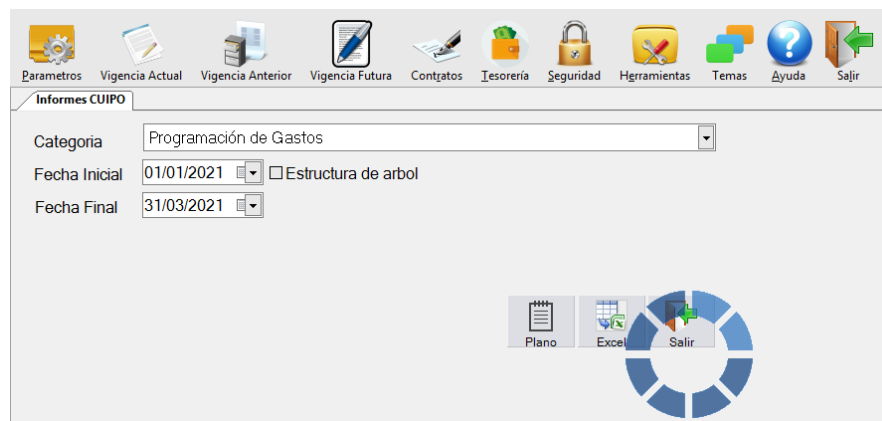 Parametros Vigencia Actual Vigencia Anterior Vigencia Futura Contratos Tesorería Seguridad Herramientas Temas Ayuda Salir
Informes CUIPO
Categoria Programación de Gastos
Fecha Inicial 01/01/2021 Estructura de arbol
Fecha Final 31/03/2021
Plano Excel Salir